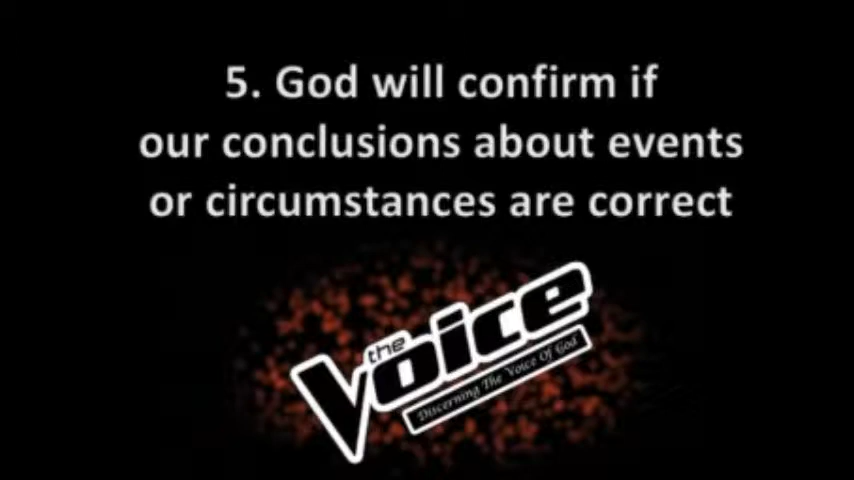 5. God will confirm if
our conclusions about events
or circumstances are correct
the
Voice
Discerning The Voice Of God